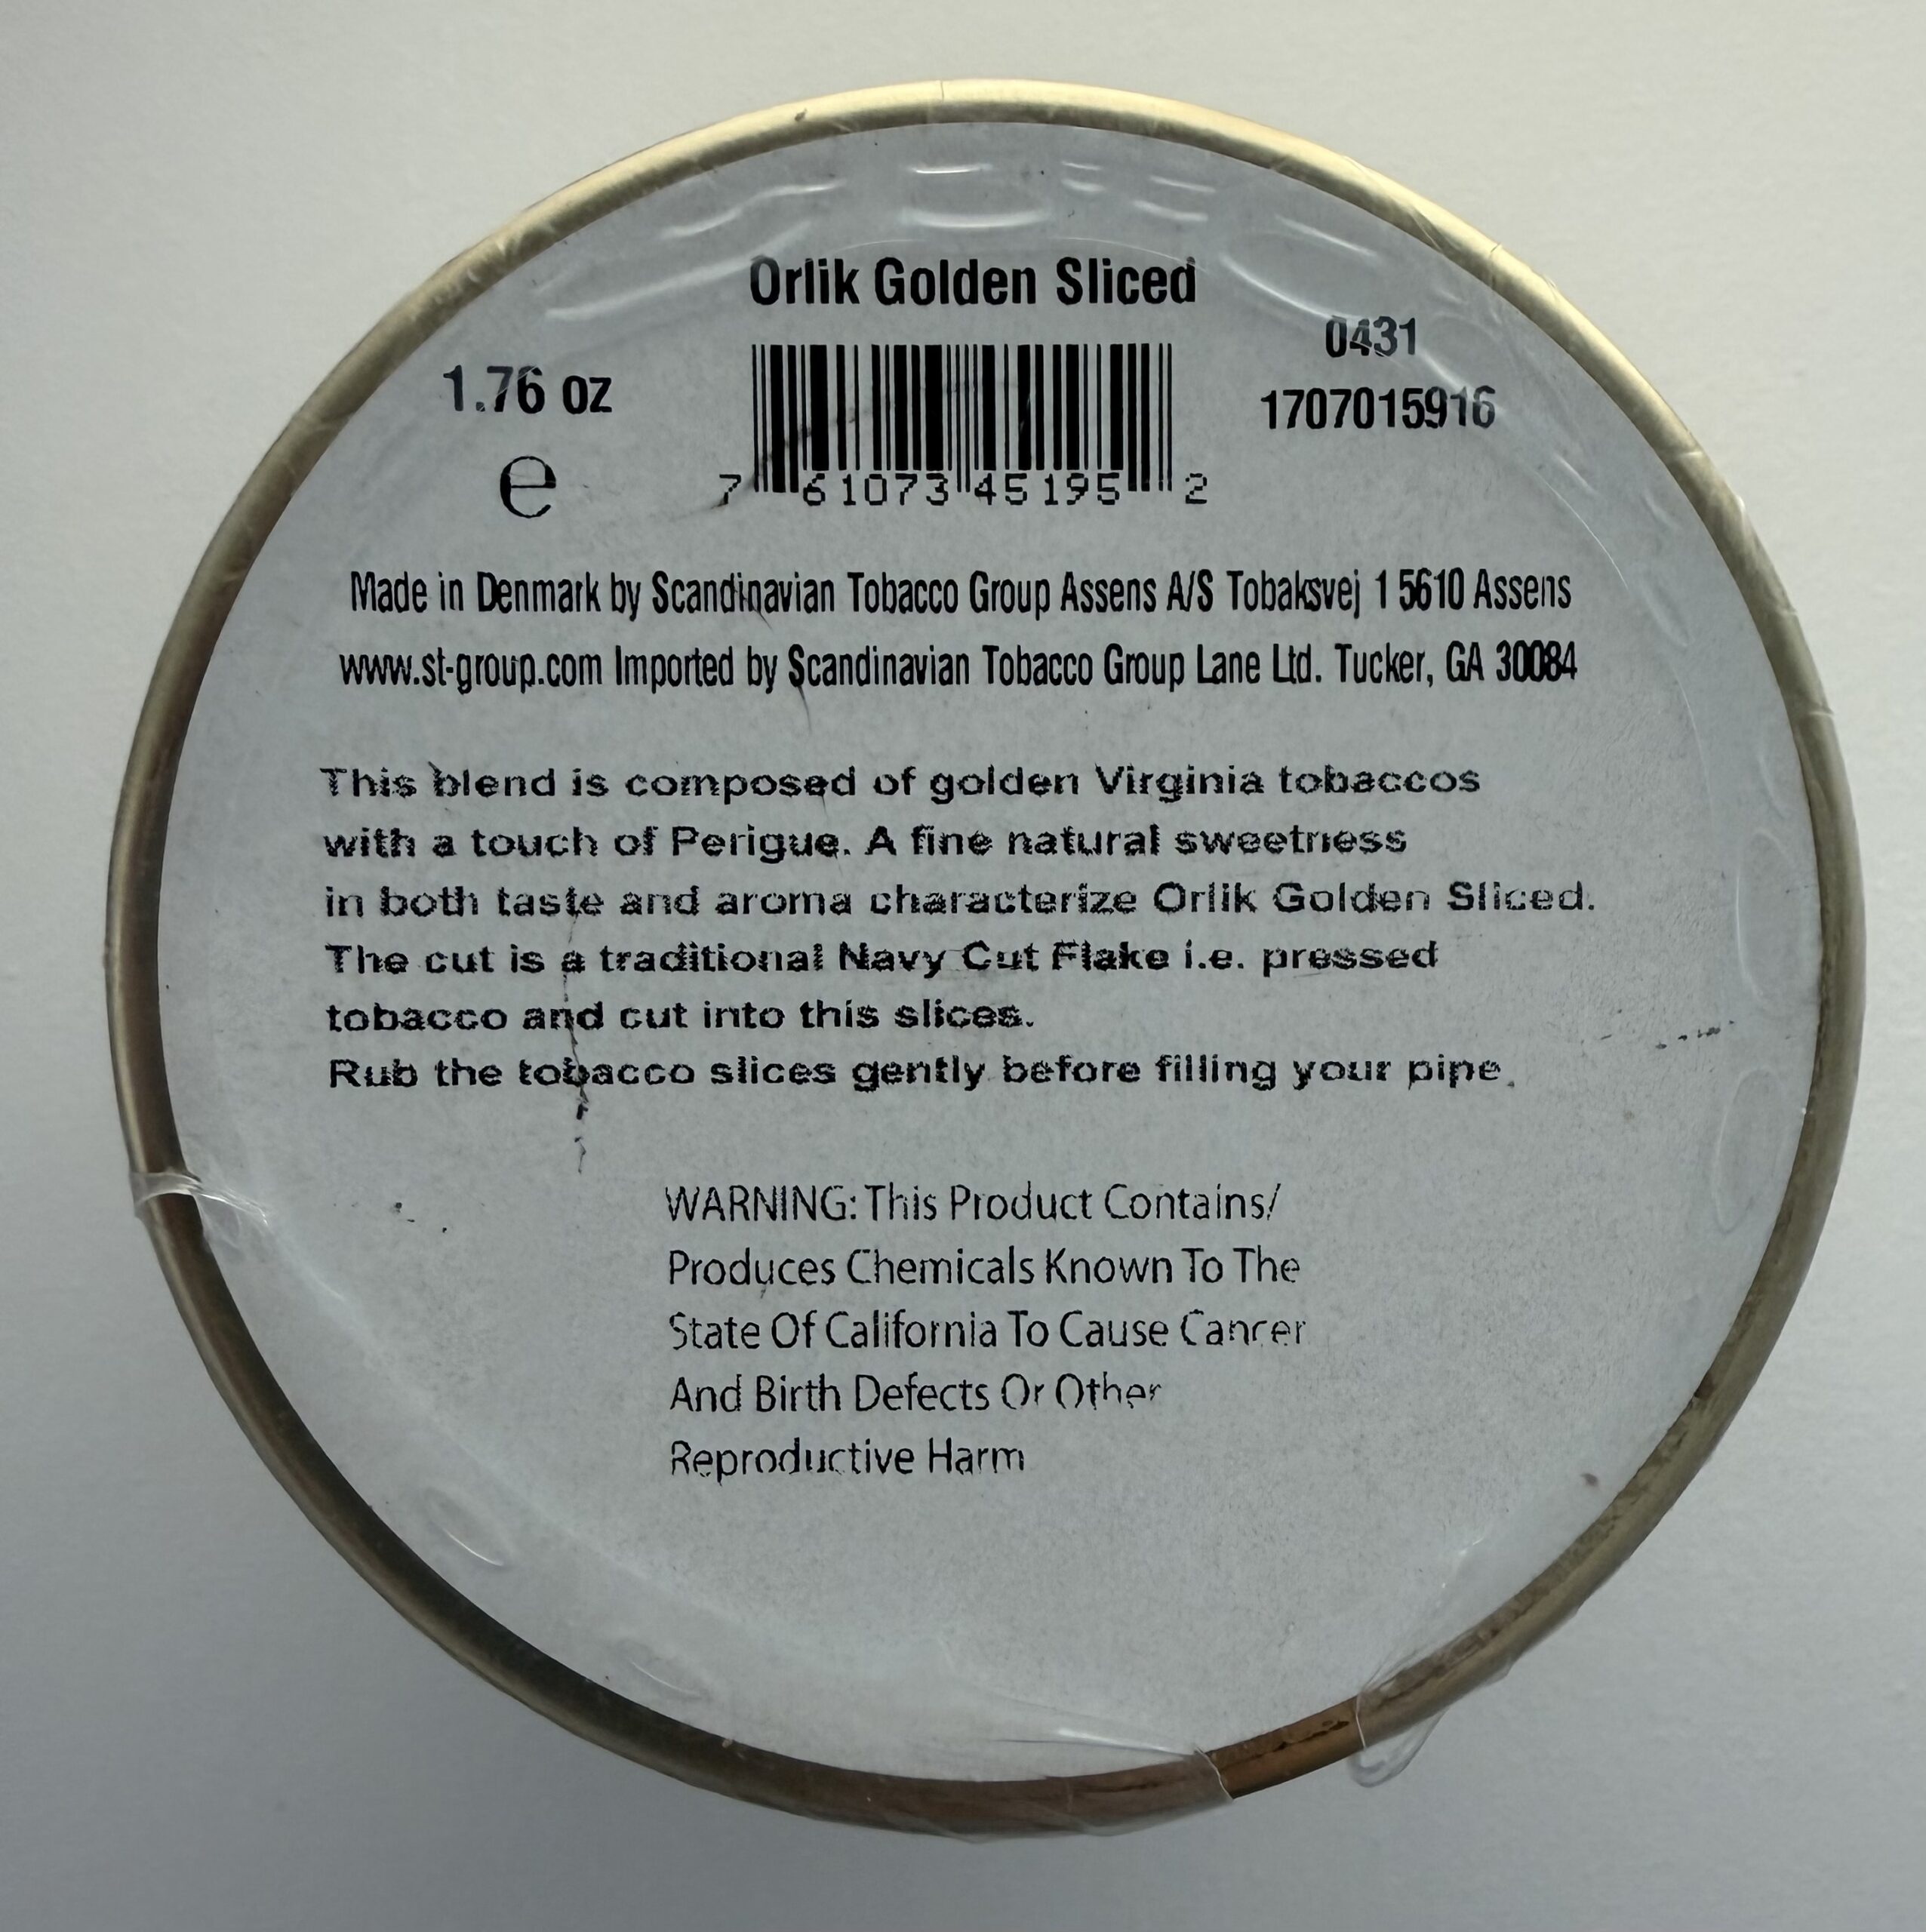 Orlik Golden Sliced
0431
1.76 oz
1707015916
e
7 61073 45195 2
Made in Denmark by Scandinavian Tobacco Group Assens A/S Tobaksvej 1 5610 Assens
www.st-group.com Imported by Scandinavian Tobacco Group Lane Ltd. Tucker, GA 30084
This blend is composed of golden Virginia tobaccos
with a touch of Perigue. A fine natural sweetness
in both taste and aroma characterize Orlik Golden Sliced.
The cut is a traditional Navy Cut Flake i.e. pressed
tobacco and cut into this slices.
Rub the tobacco slices gently before filling your pipe.
WARNING: This Product Contains/
Produces Chemicals Known To The
State Of California To Cause Cancer
And Birth Defects Or Other
Reproductive Harm